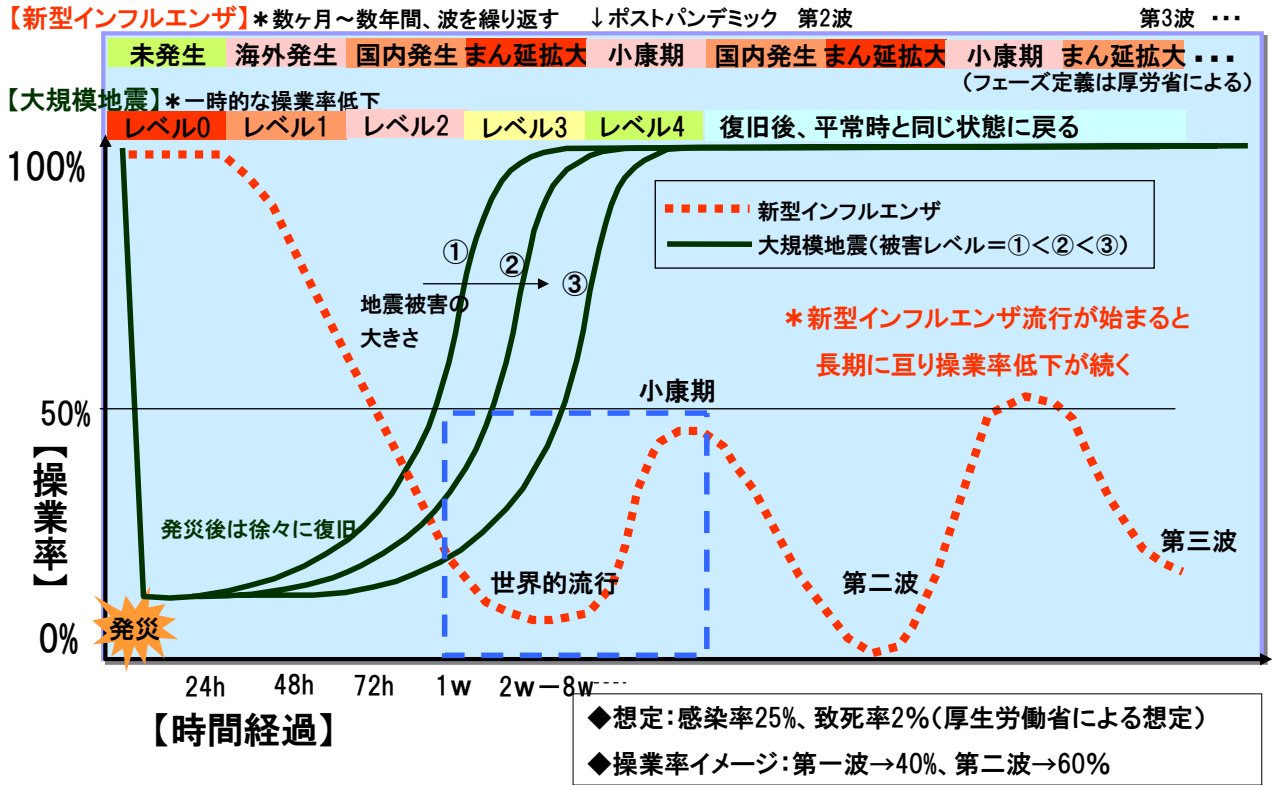 【新型インフルエンザ】＊数ヶ月～数年間、波を繰り返す ↓ポストパンデミック 第2波 第3波 ・・・
未発生 海外発生 国内発生 まん延拡大 小康期 国内発生 まん延拡大 小康期 まん延拡大 ・・・
(フェーズ定義は厚労省による)
【大規模地震】＊一時的な操業率低下
レベル0 レベル1 レベル2 レベル3 レベル4 復旧後、平常時と同じ状態に戻る
100%
新型インフルエンザ
大規模地震(被害レベル＝①<②<③)
① ② ③
地震被害の
大きさ
＊新型インフルエンザ流行が始まると
長期に亘り操業率低下が続く
小康期
50%
【操業率】
発災後は徐々に復旧
世界的流行
第二波
第三波
発災
0%
24h 48h 72h 1w 2w－8w----
【時間経過】
◆想定：感染率25%、致死率2%(厚生労働省による想定)
◆操業率イメージ：第一波→40%、第二波→60%